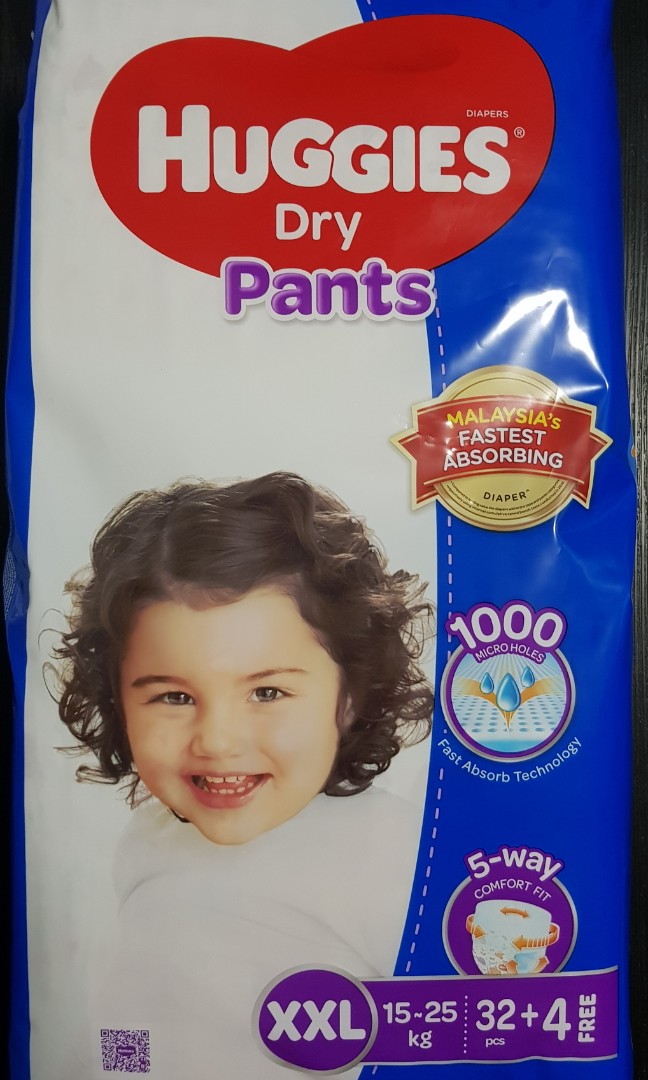 DIAPERS
HUGGIES®
Dry
Pants
MALAYSIA's
FASTEST
ABSORBING
DIAPER
1000
MICRO HOLES
Fast Absorb Technology
5-way
COMFORT FIT
XXL
15~25
kg
32+4 FREE
pcs